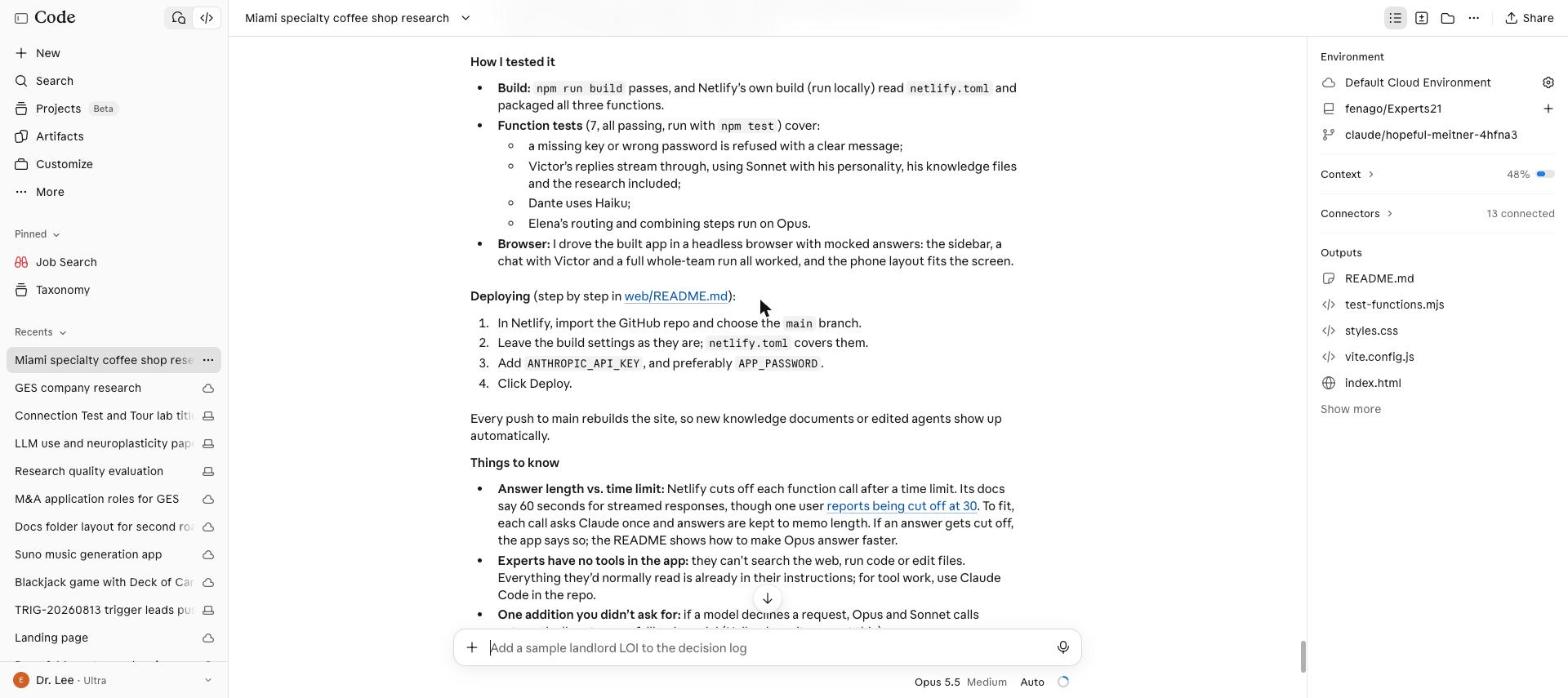 Code
Miami specialty coffee shop research
Share
New
Search
Projects Beta
Artifacts
Customize
More
Pinned
Job Search
Taxonomy
Recents
Miami specialty coffee shop rese
GES company research
Connection Test and Tour lab titl
LLM use and neuroplasticity pap
Research quality evaluation
M&A application roles for GES
Docs folder layout for second ro
Suno music generation app
Blackjack game with Deck of Car
TRIG-20260813 trigger leads pu
Landing page
E Dr. Lee · Ultra
How I tested it
• Build: npm run build passes, and Netlify’s own build (run locally) read netlify.toml and
packaged all three functions.
• Function tests (7, all passing, run with npm test) cover:
◦ a missing key or wrong password is refused with a clear message;
◦ Victor’s replies stream through, using Sonnet with his personality, his knowledge files
and the research included;
◦ Dante uses Haiku;
◦ Elena’s routing and combining steps run on Opus.
• Browser: I drove the built app in a headless browser with mocked answers: the sidebar, a
chat with Victor and a full whole-team run all worked, and the phone layout fits the screen.
Deploying (step by step in web/README.md):
1. In Netlify, import the GitHub repo and choose the main branch.
2. Leave the build settings as they are; netlify.toml covers them.
3. Add ANTHROPIC_API_KEY, and preferably APP_PASSWORD.
4. Click Deploy.
Every push to main rebuilds the site, so new knowledge documents or edited agents show up
automatically.
Things to know
• Answer length vs. time limit: Netlify cuts off each function call after a time limit. Its docs
say 60 seconds for streamed responses, though one user reports being cut off at 30. To fit,
each call asks Claude once and answers are kept to memo length. If an answer gets cut off,
the app says so; the README shows how to make Opus answer faster.
• Experts have no tools in the app: they can’t search the web, run code or edit files.
Everything they’d normally read is already in their instructions; for tool work, use Claude
Code in the repo.
• One addition you didn’t ask for: if a model declines a request, Opus and Sonnet calls
Add a sample landlord LOI to the decision log
Opus 5.5 Medium Auto
Environment
Default Cloud Environment
fenago/Experts21
claude/hopeful-meitner-4hfna3
Context 48%
Connectors 13 connected
Outputs
README.md
test-functions.mjs
styles.css
vite.config.js
index.html
Show more